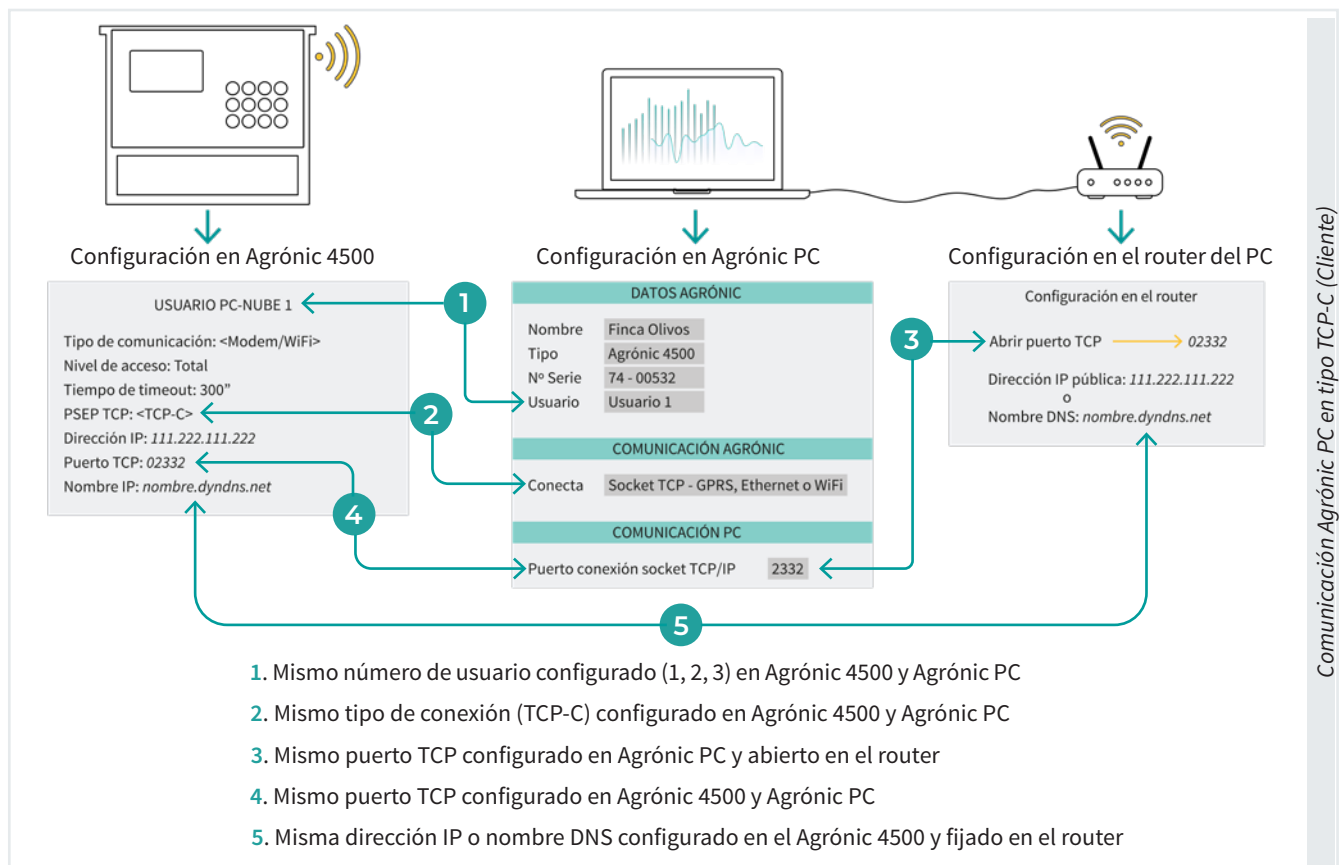 Configuración en Agrónic 4500
USUARIO PC-NUBE 1
Tipo de comunicación: <Modem/WiFi>
Nivel de acceso: Total
Tiempo de timeout: 300”
PSEP TCP: <TCP-C>
Dirección IP: 111.222.111.222
Puerto TCP: 02332
Nombre IP: nombre.dyndns.net
Configuración en Agrónic PC
DATOS AGRÓNIC
Nombre Finca Olivos
Tipo Agrónic 4500
Nº Serie 74 - 00532
Usuario Usuario 1
COMUNICACIÓN AGRÓNIC
Conecta Socket TCP - GPRS, Ethernet o WiFi
COMUNICACIÓN PC
Puerto conexión socket TCP/IP 2332
Configuración en el router del PC
Configuración en el router
Abrir puerto TCP 02332
Dirección IP pública: 111.222.111.222
o
Nombre DNS: nombre.dyndns.net
1
2
3
4
5
1. Mismo número de usuario configurado (1, 2, 3) en Agrónic 4500 y Agrónic PC
2. Mismo tipo de conexión (TCP-C) configurado en Agrónic 4500 y Agrónic PC
3. Mismo puerto TCP configurado en Agrónic PC y abierto en el router
4. Mismo puerto TCP configurado en Agrónic 4500 y Agrónic PC
5. Misma dirección IP o nombre DNS configurado en el Agrónic 4500 y fijado en el router
Comunicación Agrónic PC en tipo TCP-C (Cliente)